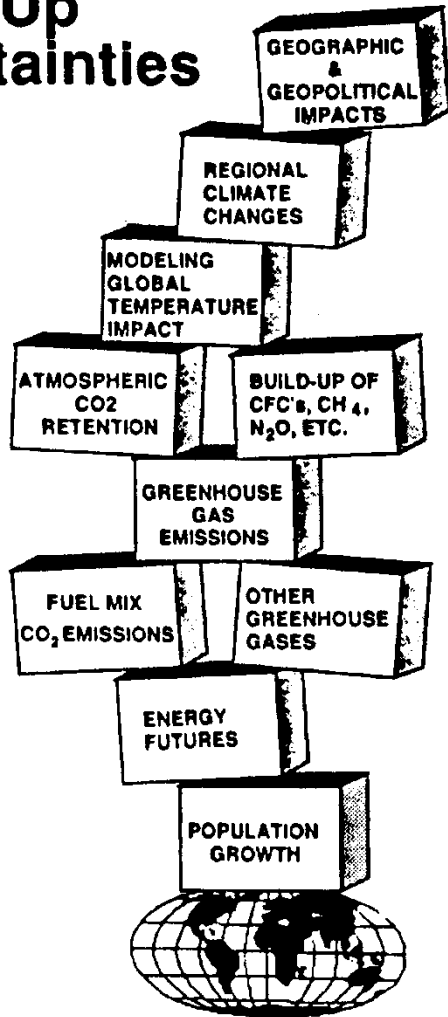 Up
tainties
GEOGRAPHIC
&
GEOPOLITICAL
IMPACTS
REGIONAL
CLIMATE
CHANGES
MODELING
GLOBAL
TEMPERATURE
IMPACT
ATMOSPHERIC
CO2
RETENTION
BUILD-UP OF
CFC's, CH₄,
N₂O, ETC.
GREENHOUSE
GAS
EMISSIONS
FUEL MIX
CO₂ EMISSIONS
OTHER
GREENHOUSE
GASES
ENERGY
FUTURES
POPULATION
GROWTH